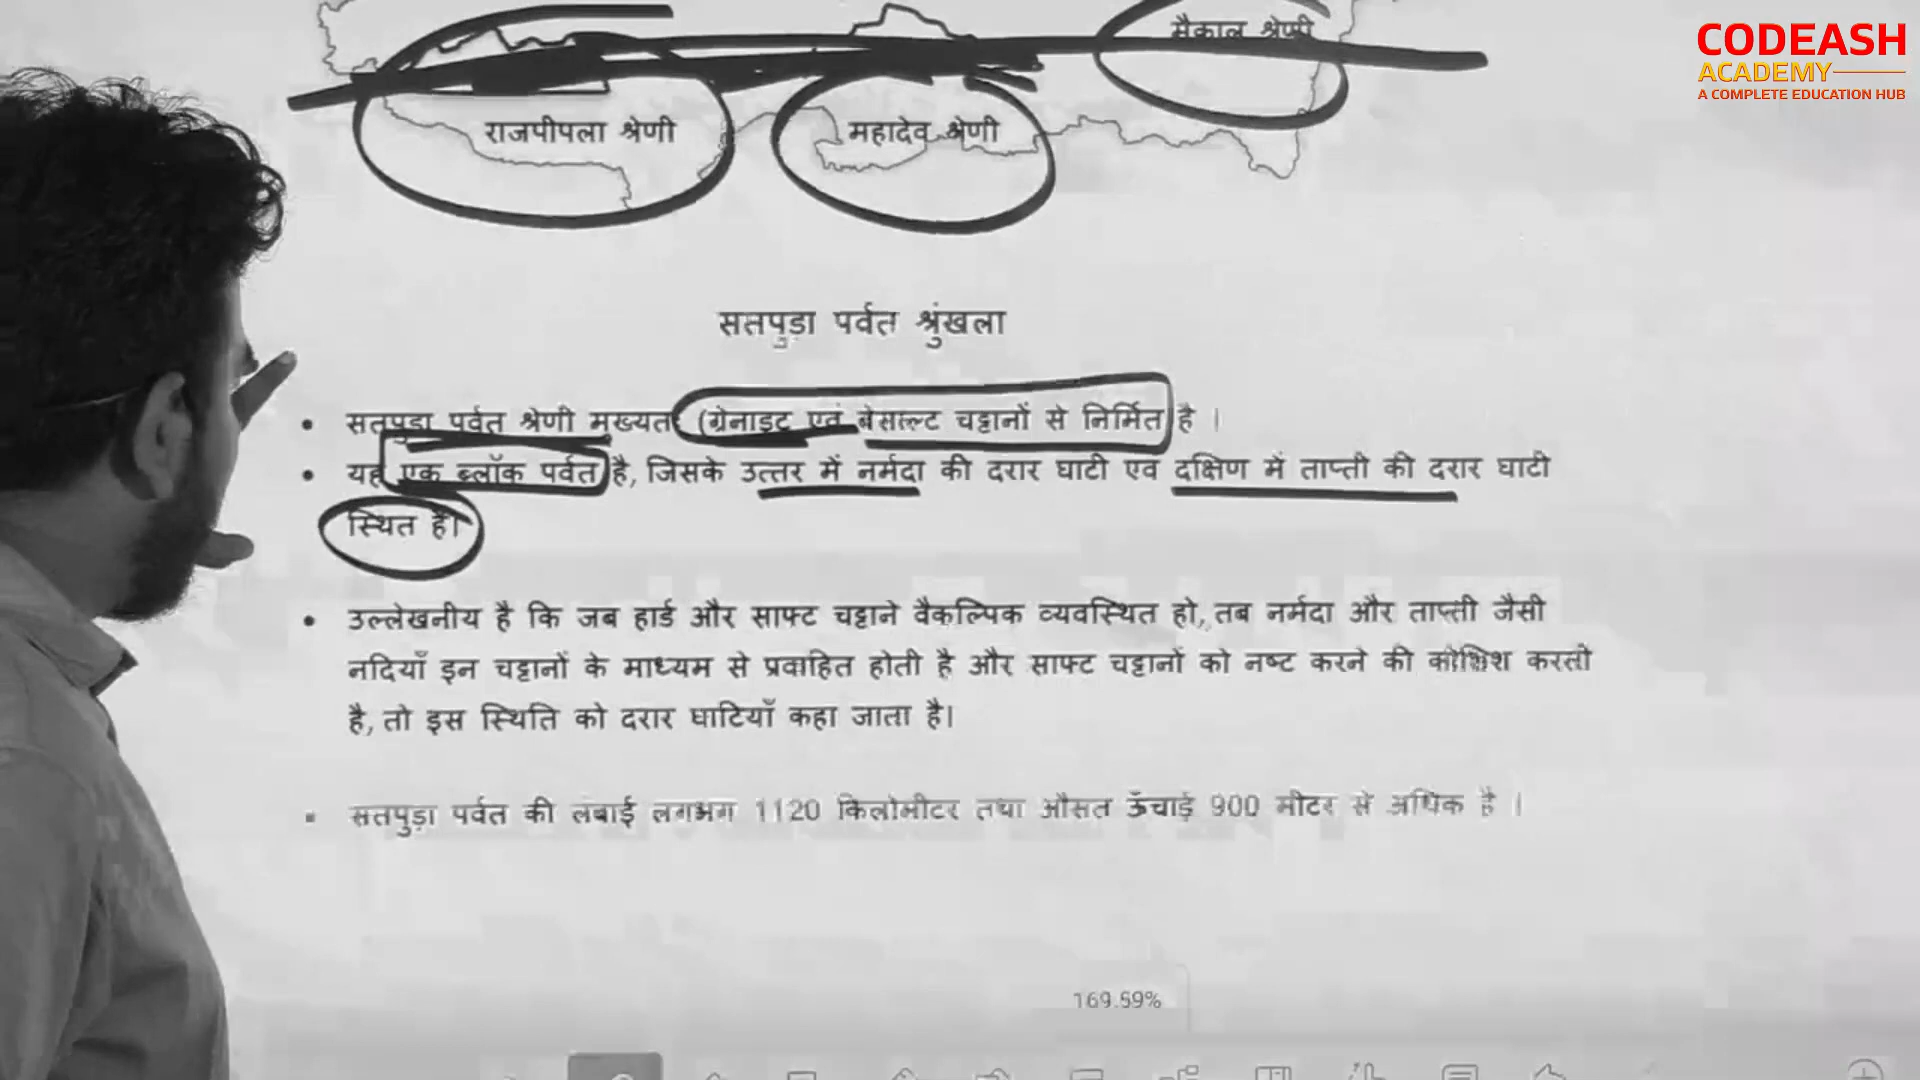 CODEASH
ACADEMY
A COMPLETE EDUCATION HUB
मैकाल श्रेणी
राजपीपला श्रेणी
महादेव श्रेणी
सतपुड़ा पर्वत श्रुंखला
• सतपुड़ा पर्वत श्रेणी मुख्यत (ग्रेनाइट एवं बेसाल्ट चट्टानों से निर्मित है ।
• यह एक ब्लॉक पर्वत है, जिसके उत्तर में नर्मदा की दरार घाटी एवं दक्षिण में ताप्ती की दरार घाटी
स्थित है।
• उल्लेखनीय है कि जब हार्ड और साफ्ट चट्टाने वैकल्पिक व्यवस्थित हो, तब नर्मदा और ताप्ती जैसी
नदियाँ इन चट्टानों के माध्यम से प्रवाहित होती है और साफ्ट चट्टानों को नष्ट करने की कोशिश करती
है, तो इस स्थिति को दरार घाटियाँ कहा जाता है।
▪ सतपुड़ा पर्वत की लंबाई लगभग 1120 किलोमीटर तथा औसत ऊँचाई 900 मीटर से अधिक है ।
169.59%